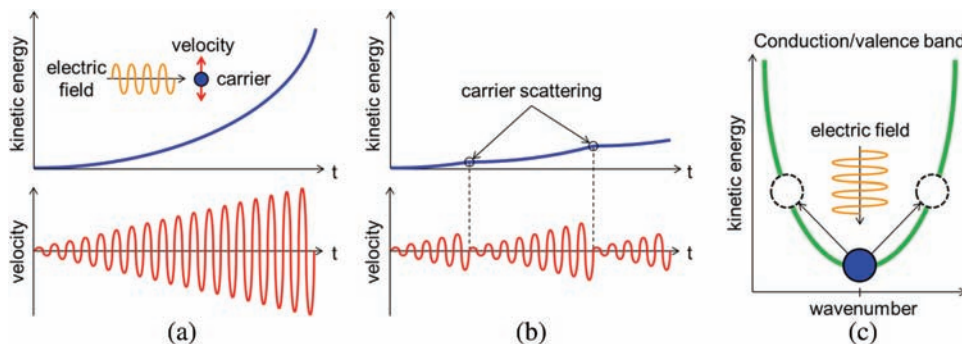 kinetic energy
velocity
electric
field
carrier
t
velocity
t
(a)
kinetic energy
carrier scattering
t
velocity
t
(b)
Conduction/valence band
kinetic energy
electric field
wavenumber
(c)